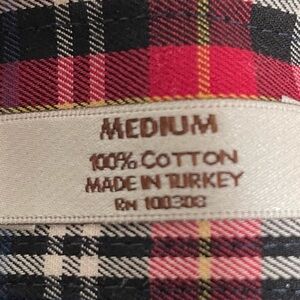 MEDIUM
100% COTTON
MADE IN TURKEY
RN 100308